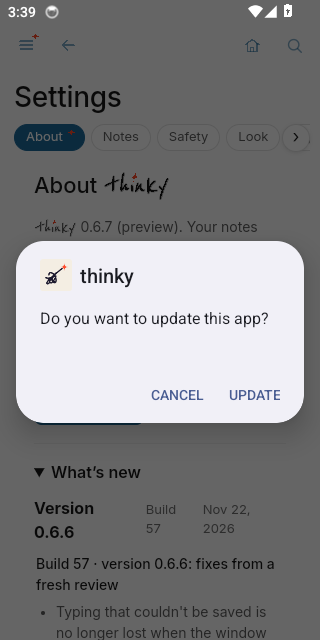 3:39
Settings
About
Notes
Safety
Look
About thinky
thinky 0.6.7 (preview). Your notes
thinky
Do you want to update this app?
CANCEL
UPDATE
What's new
Version 0.6.6
Build 57
Nov 22, 2026
Build 57 · version 0.6.6: fixes from a
fresh review
• Typing that couldn't be saved is
no longer lost when the window